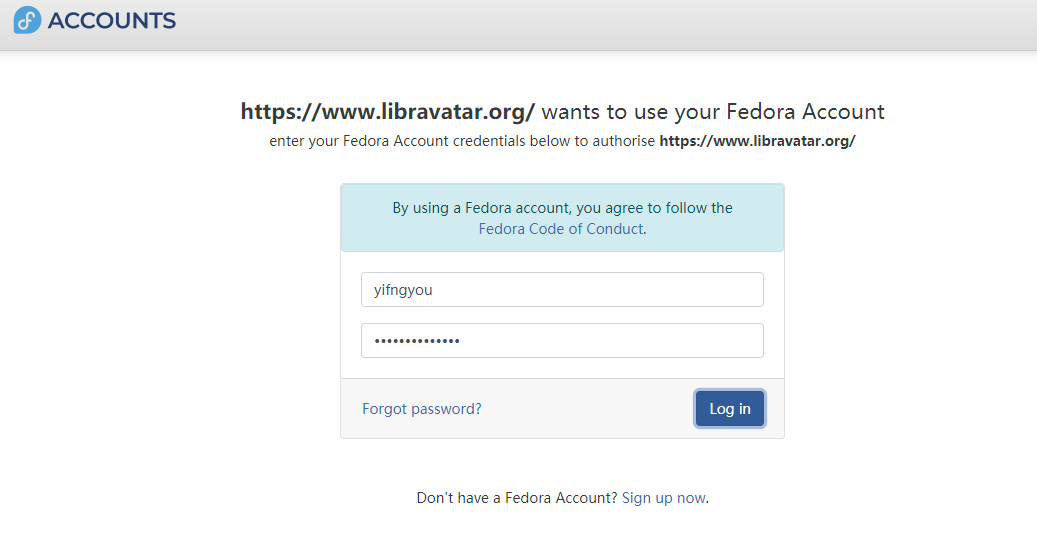 ACCOUNTS
https://www.libravatar.org/ wants to use your Fedora Account
enter your Fedora Account credentials below to authorise https://www.libravatar.org/
By using a Fedora account, you agree to follow the
Fedora Code of Conduct.
yifngyou
••••••••••••••
Forgot password?
Log in
Don't have a Fedora Account? Sign up now.